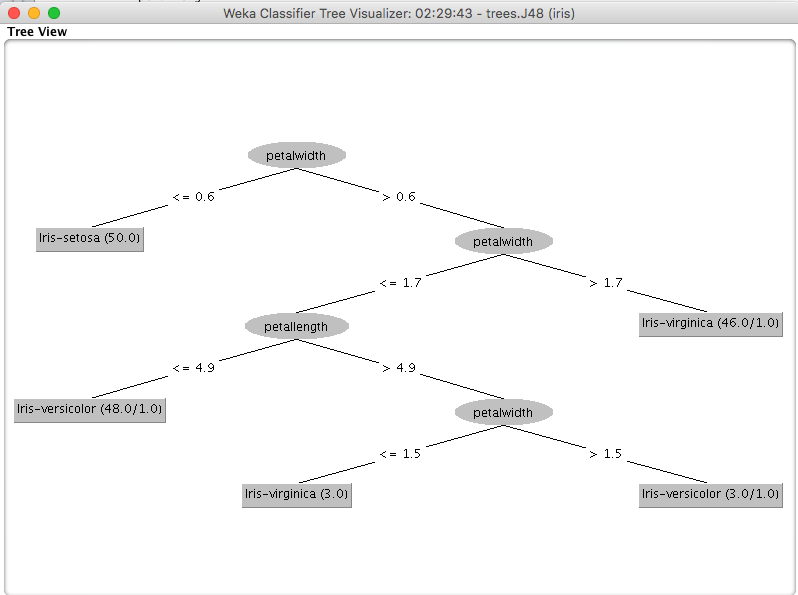 Weka Classifier Tree Visualizer: 02:29:43 - trees.J48 (iris)
Tree View
petalwidth
<= 0.6
> 0.6
Iris-setosa (50.0)
petalwidth
<= 1.7
> 1.7
petallength
Iris-virginica (46.0/1.0)
<= 4.9
> 4.9
Iris-versicolor (48.0/1.0)
petalwidth
<= 1.5
> 1.5
Iris-virginica (3.0)
Iris-versicolor (3.0/1.0)